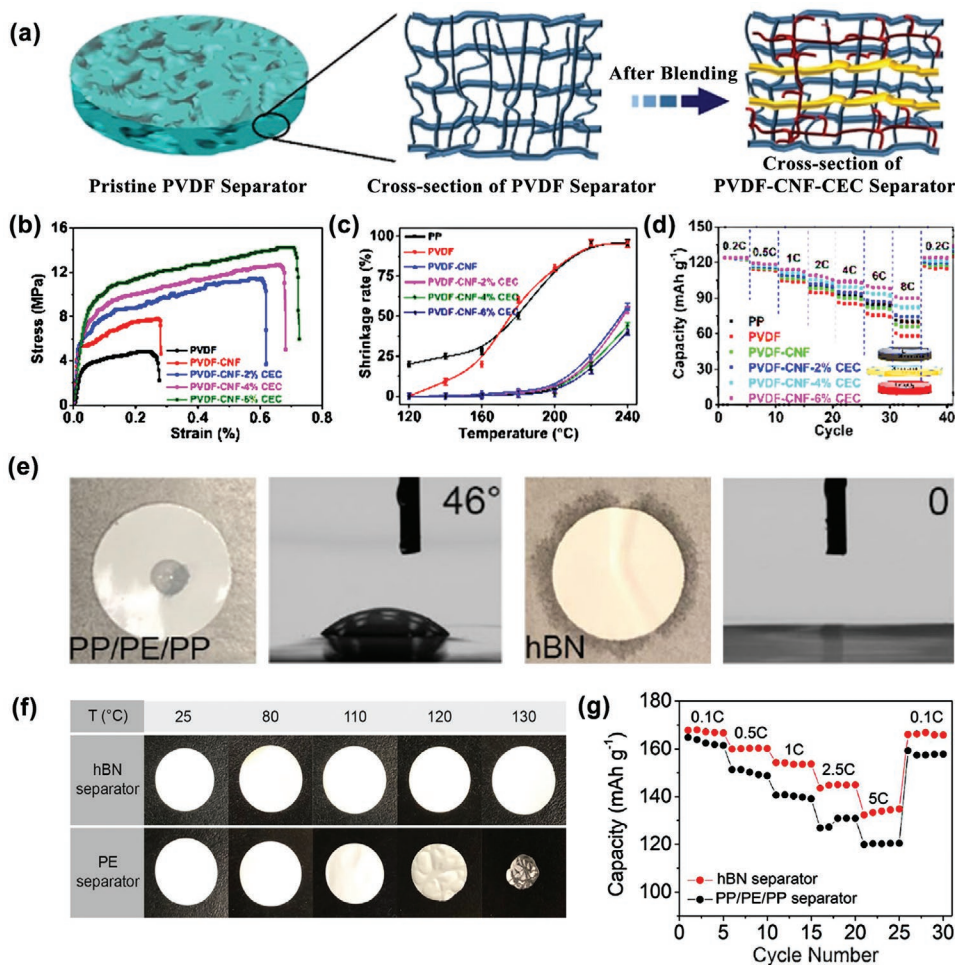 (a)
After Blending
Pristine PVDF Separator
Cross-section of PVDF Separator
Cross-section of
PVDF-CNF-CEC Separator
(b)
Stress (MPa)
16
12
8
4
0
PVDF
PVDF-CNF
PVDF-CNF-2% CEC
PVDF-CNF-4% CEC
PVDF-CNF-6% CEC
0.0 0.2 0.4 0.6 0.8
Strain (%)
(c)
Shrinkage rate (%)
100
75
50
25
0
PP
PVDF
PVDF-CNF
PVDF-CNF-2% CEC
PVDF-CNF-4% CEC
PVDF-CNF-6% CEC
120 140 160 180 200 220 240
Temperature (°C)
(d)
Capacity (mAh g⁻¹)
150
120
90
60
30
0
0.2C 0.5C 1C 2C 4C 6C 8C 0.2C
PP
PVDF
PVDF-CNF
PVDF-CNF-2% CEC
PVDF-CNF-4% CEC
PVDF-CNF-6% CEC
0 10 20 30 40
Cycle
(e)
PP/PE/PP
46°
hBN
0
(f)
T (°C) 25 80 110 120 130
hBN
separator
PE
separator
(g)
Capacity (mAh g⁻¹)
180
160
140
120
100
0.1C 0.5C 1C 2.5C 5C 0.1C
hBN separator
PP/PE/PP separator
0 5 10 15 20 25 30
Cycle Number